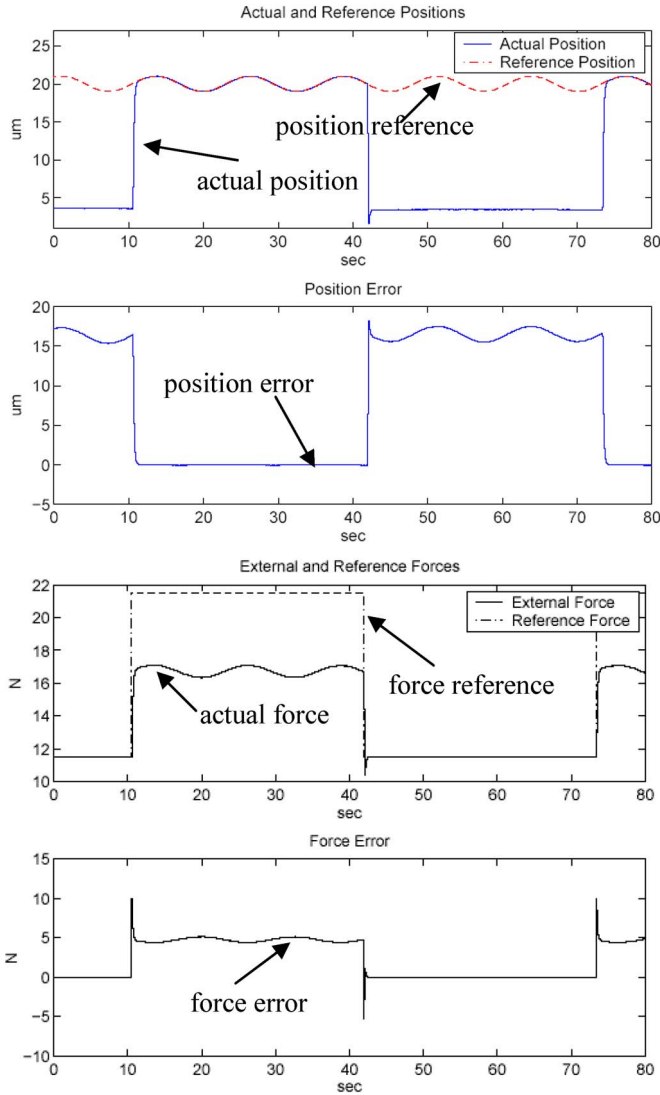 Actual and Reference Positions
Actual Position
Reference Position
position reference
actual position
um
25
20
15
10
5
0 10 20 30 40 50 60 70 80
sec
Position Error
position error
um
20
15
10
5
0
-5
0 10 20 30 40 50 60 70 80
sec
External and Reference Forces
External Force
Reference Force
force reference
actual force
N
22
20
18
16
14
12
10
0 10 20 30 40 50 60 70 80
sec
Force Error
force error
N
15
10
5
0
-5
-10
0 10 20 30 40 50 60 70 80
sec